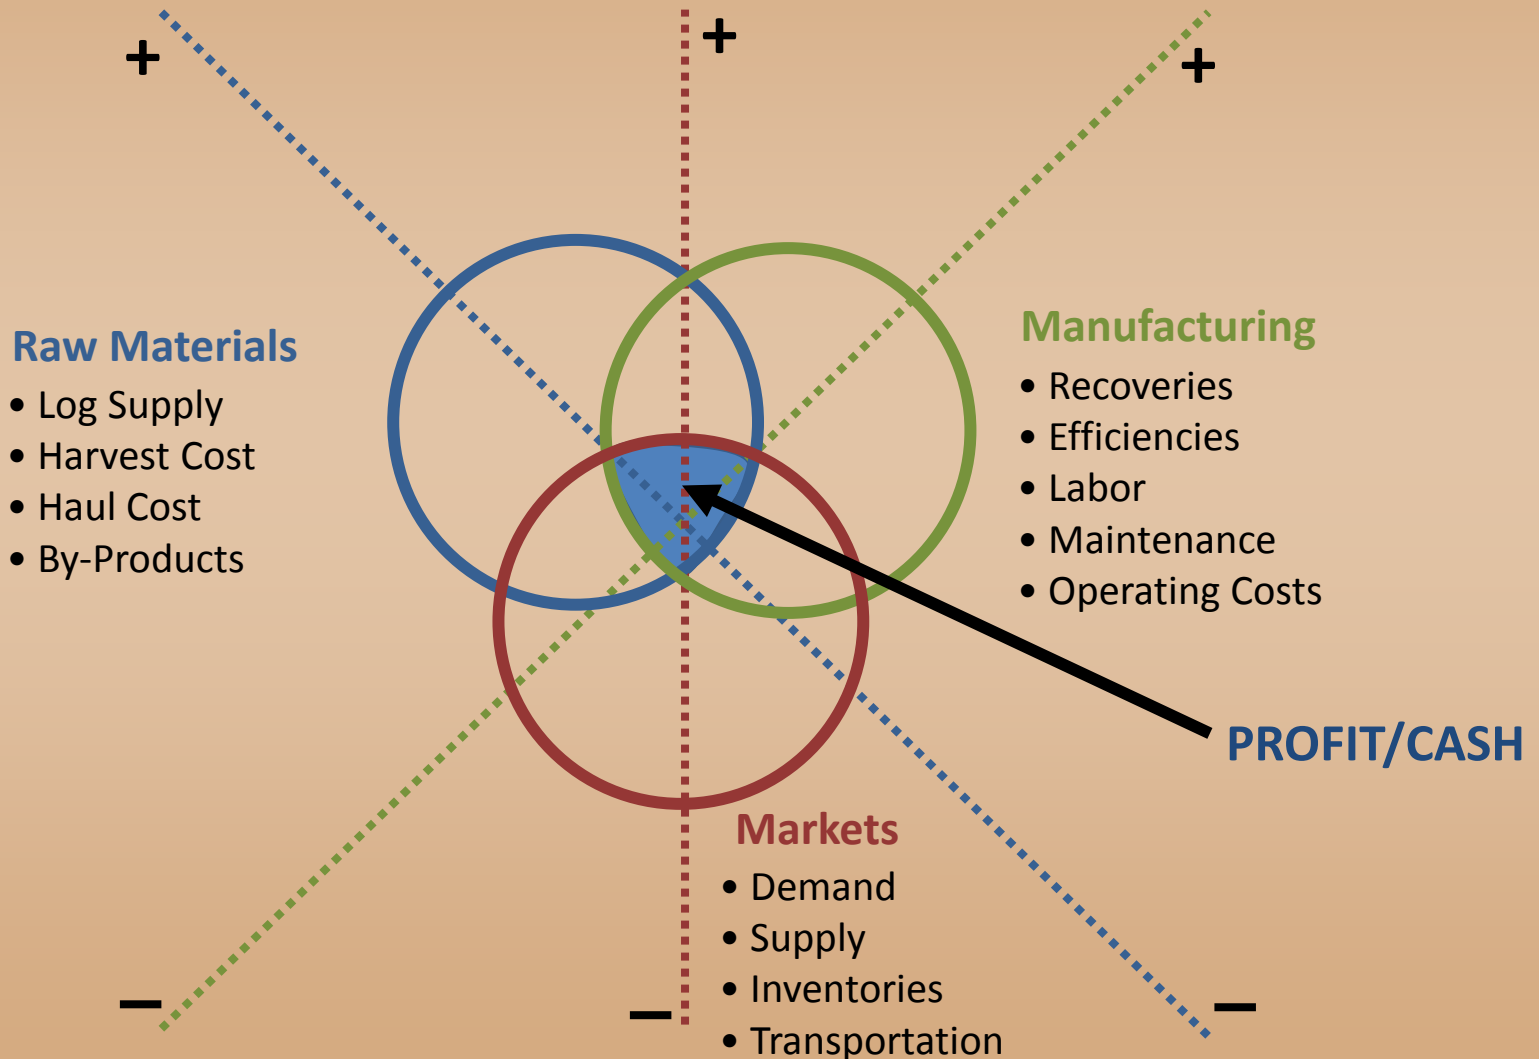 +
+
+
Raw Materials
• Log Supply
• Harvest Cost
• Haul Cost
• By-Products
Manufacturing
• Recoveries
• Efficiencies
• Labor
• Maintenance
• Operating Costs
PROFIT/CASH
Markets
• Demand
• Supply
• Inventories
• Transportation
–
–
–